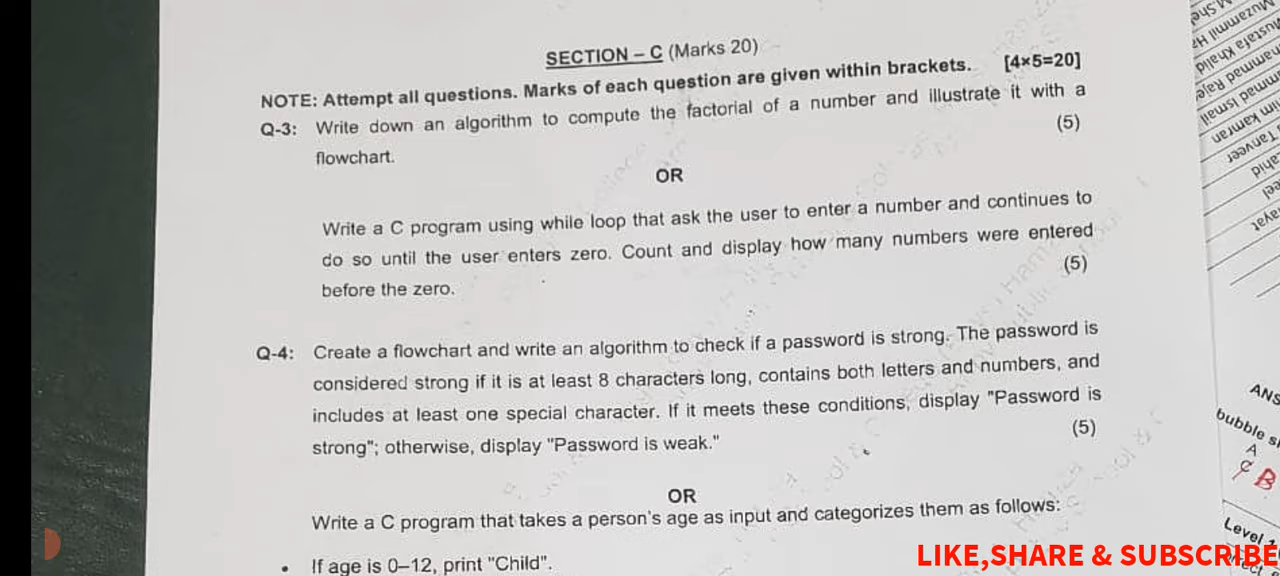 SECTION – C (Marks 20)
NOTE: Attempt all questions. Marks of each question are given within brackets. [4×5=20]
Q-3: Write down an algorithm to compute the factorial of a number and illustrate it with a
flowchart. (5)
OR
Write a C program using while loop that ask the user to enter a number and continues to
do so until the user enters zero. Count and display how many numbers were entered
before the zero. (5)
Q-4: Create a flowchart and write an algorithm to check if a password is strong. The password is
considered strong if it is at least 8 characters long, contains both letters and numbers, and
includes at least one special character. If it meets these conditions, display "Password is
strong"; otherwise, display "Password is weak." (5)
OR
Write a C program that takes a person's age as input and categorizes them as follows:
• If age is 0–12, print "Child".
ANS
bubble
A
B
Level
LIKE,SHARE & SUBSCRIBE